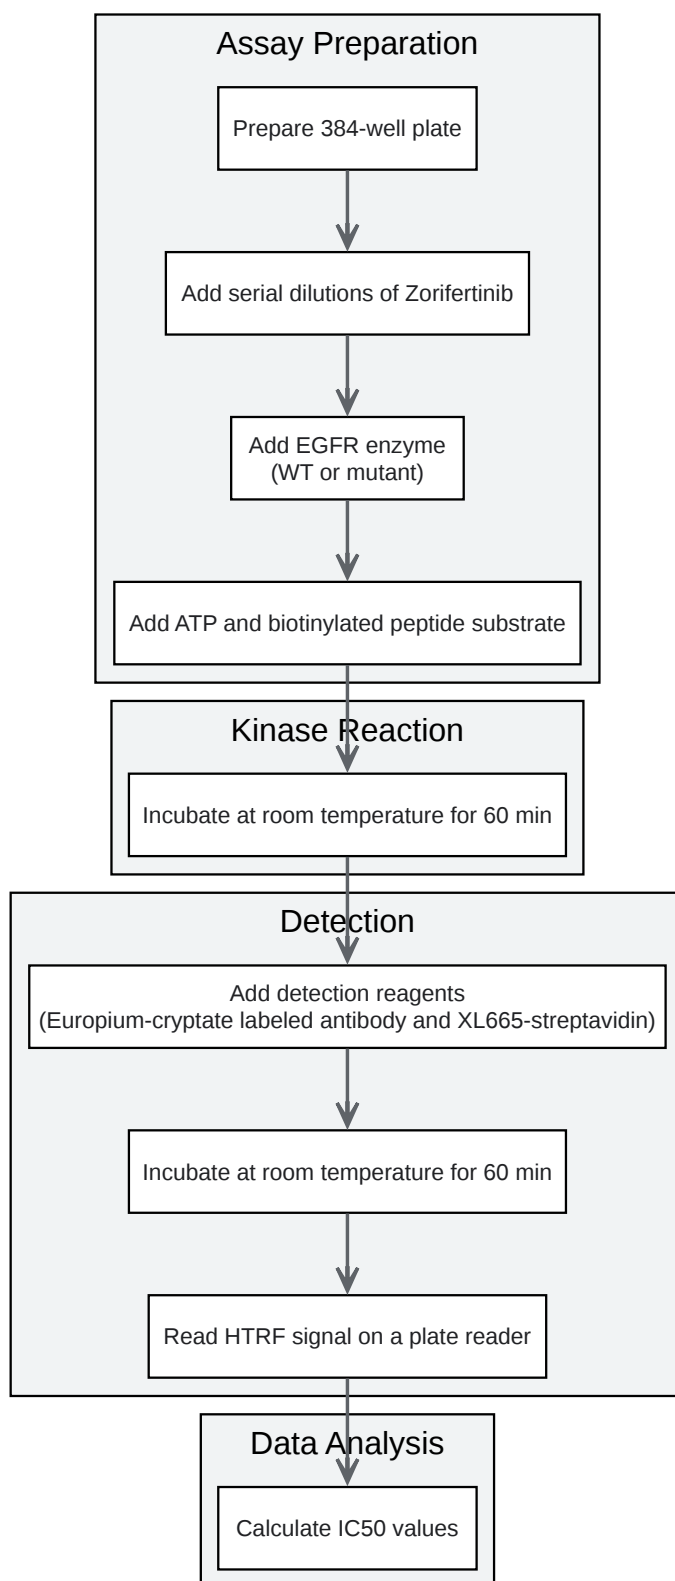 Assay Preparation
Prepare 384-well plate
Add serial dilutions of Zorifertinib
Add EGFR enzyme
(WT or mutant)
Add ATP and biotinylated peptide substrate
Kinase Reaction
Incubate at room temperature for 60 min
Detection
Add detection reagents
(Europium-cryptate labeled antibody and XL665-streptavidin)
Incubate at room temperature for 60 min
Read HTRF signal on a plate reader
Data Analysis
Calculate IC50 values